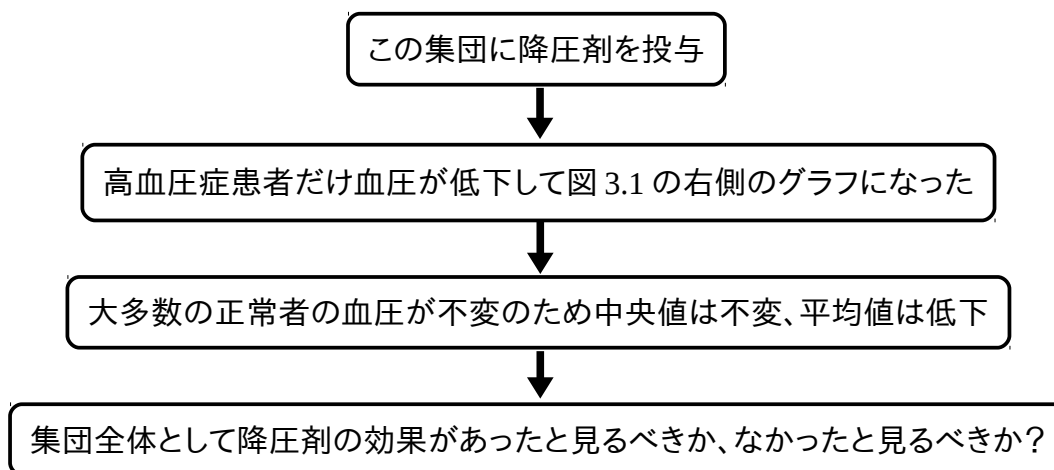 この集団に降圧剤を投与
高血圧症患者だけ血圧が低下して図 3.1 の右側のグラフになった
大多数の正常者の血圧が不変のため中央値は不変、平均値は低下
集団全体として降圧剤の効果があったと見るべきか、なかったと見るべきか？